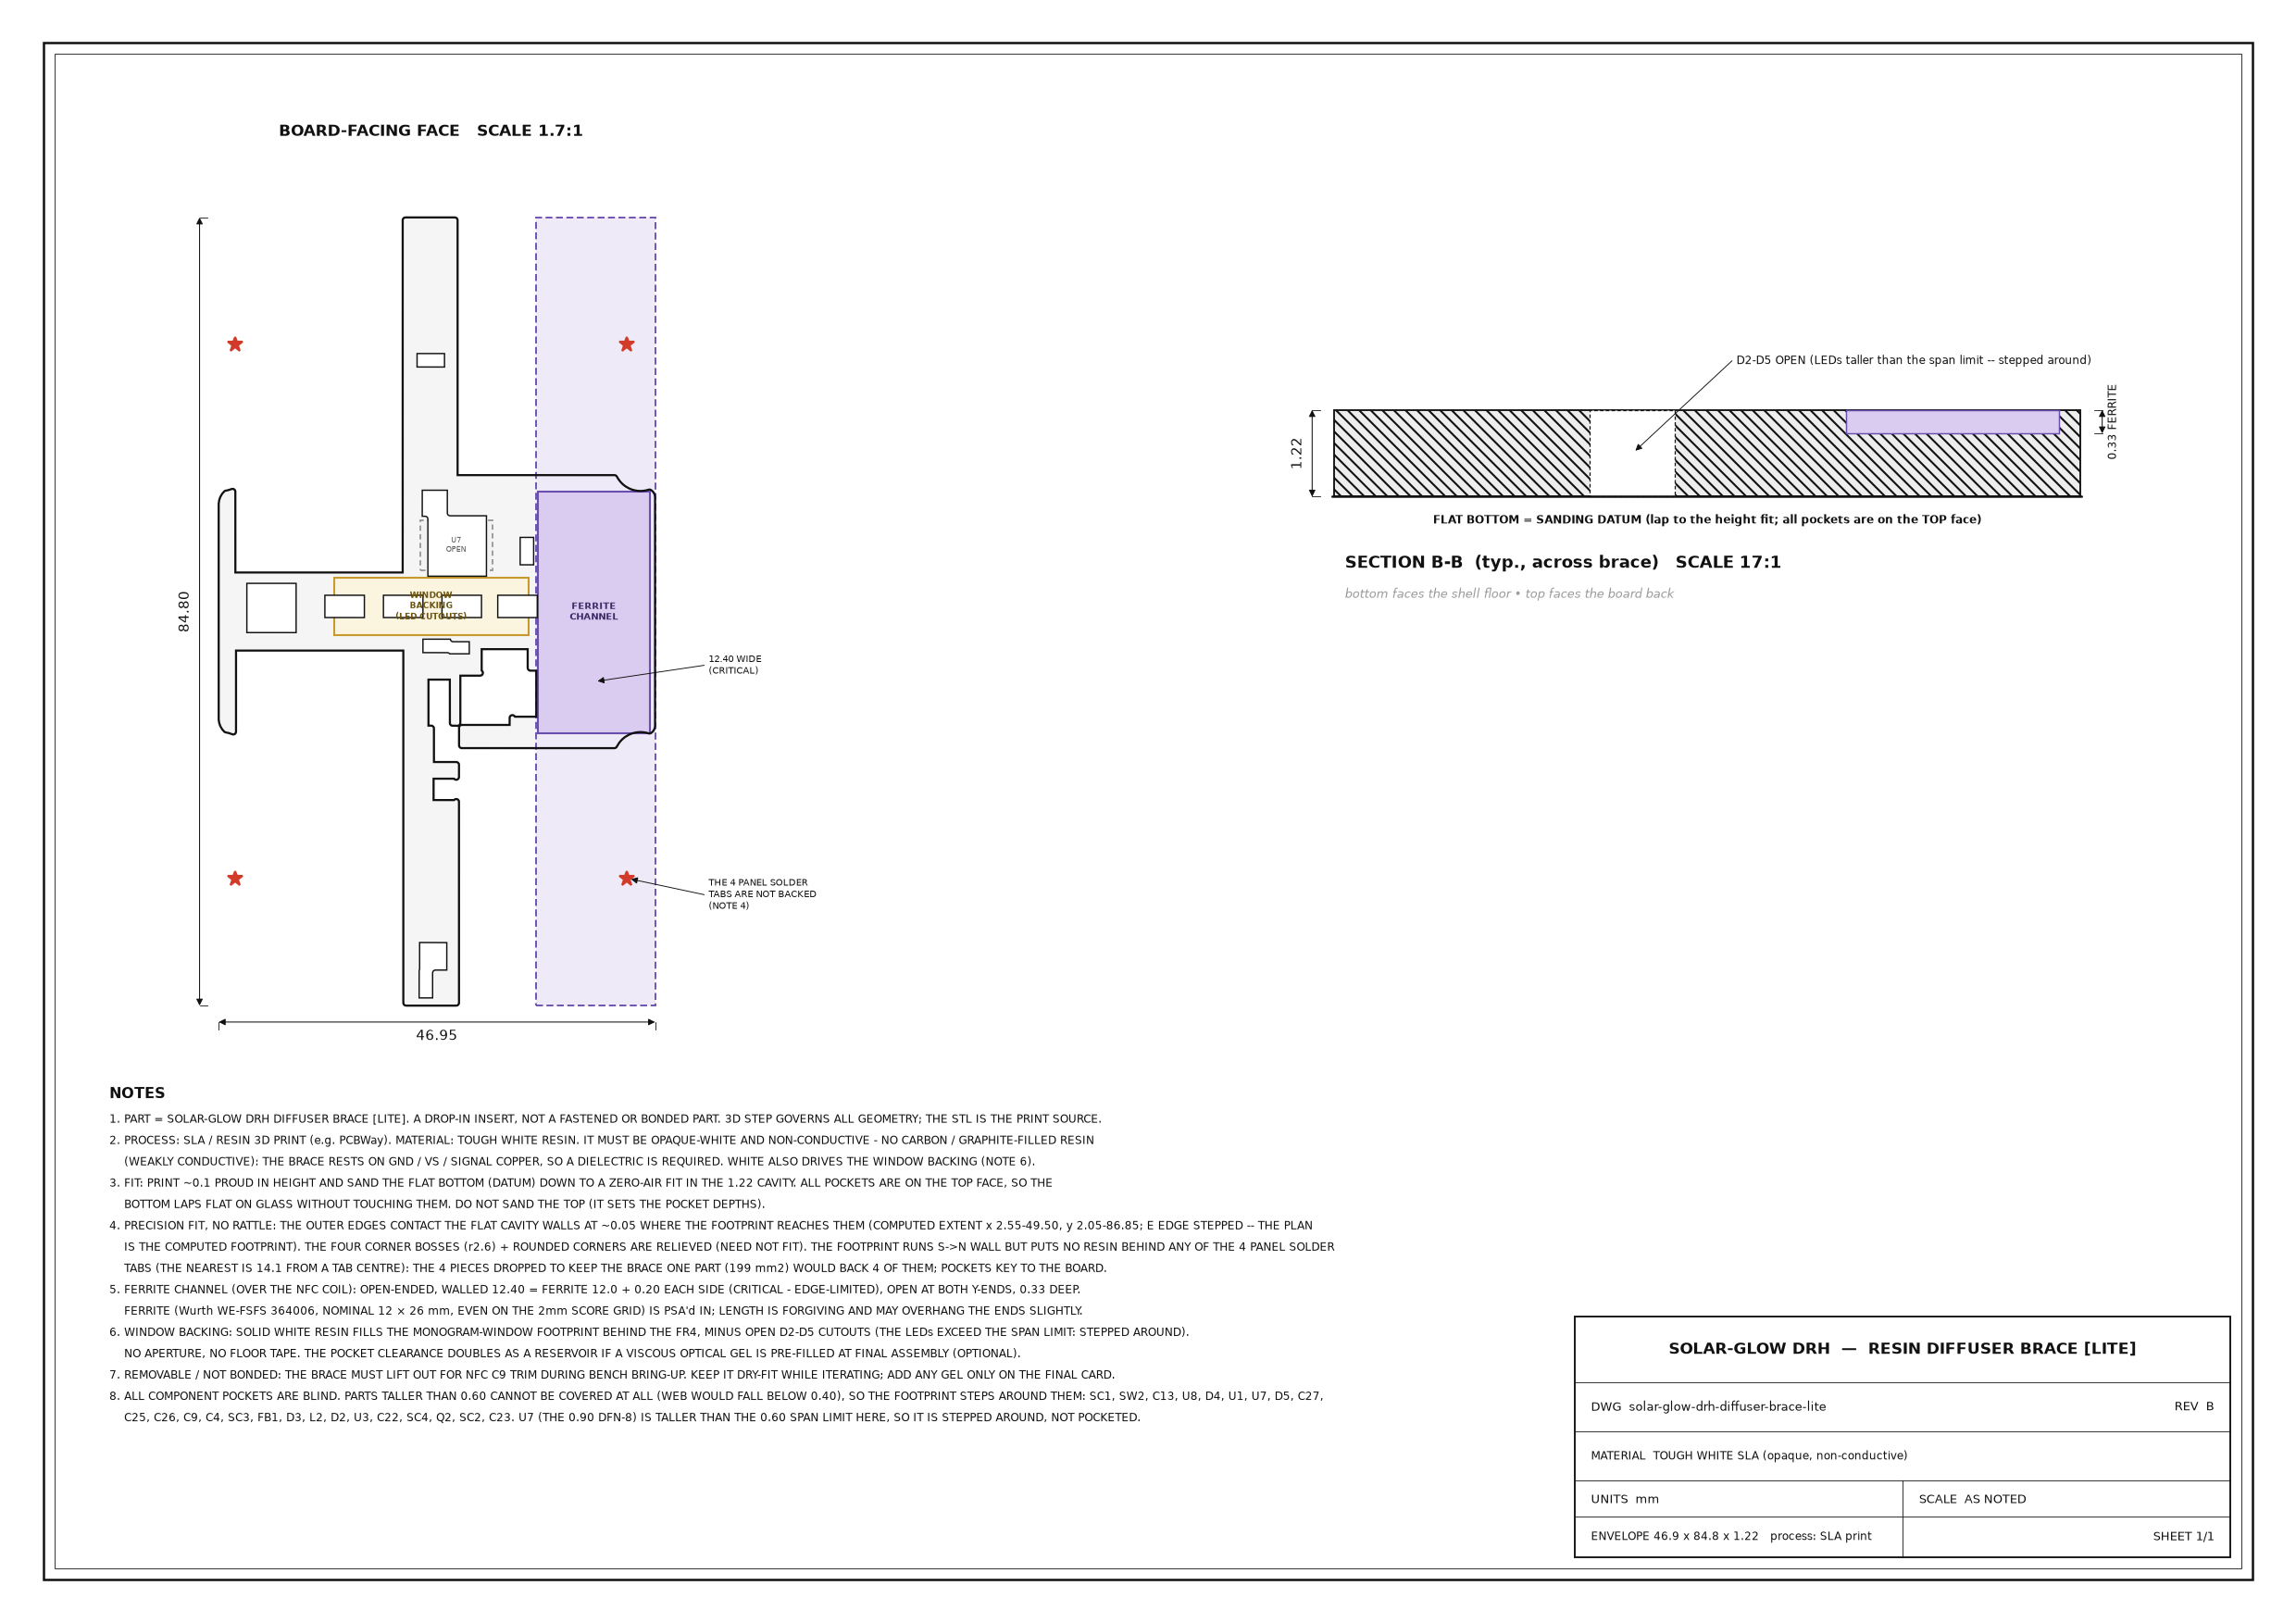 BOARD-FACING FACE   SCALE 1.7:1
84.80
U7
OPEN
WINDOW
BACKING
(LED CUTOUTS)
FERRITE
CHANNEL
12.40 WIDE
(CRITICAL)
THE 4 PANEL SOLDER
TABS ARE NOT BACKED
(NOTE 4)
46.95
D2-D5 OPEN (LEDs taller than the span limit -- stepped around)
1.22
0.33 FERRITE
FLAT BOTTOM = SANDING DATUM (lap to the height fit; all pockets are on the TOP face)
SECTION B-B  (typ., across brace)   SCALE 17:1
bottom faces the shell floor • top faces the board back
NOTES
1. PART = SOLAR-GLOW DRH DIFFUSER BRACE [LITE]. A DROP-IN INSERT, NOT A FASTENED OR BONDED PART. 3D STEP GOVERNS ALL GEOMETRY; THE STL IS THE PRINT SOURCE.
2. PROCESS: SLA / RESIN 3D PRINT (e.g. PCBWay). MATERIAL: TOUGH WHITE RESIN. IT MUST BE OPAQUE-WHITE AND NON-CONDUCTIVE - NO CARBON / GRAPHITE-FILLED RESIN
(WEAKLY CONDUCTIVE): THE BRACE RESTS ON GND / VS / SIGNAL COPPER, SO A DIELECTRIC IS REQUIRED. WHITE ALSO DRIVES THE WINDOW BACKING (NOTE 6).
3. FIT: PRINT ~0.1 PROUD IN HEIGHT AND SAND THE FLAT BOTTOM (DATUM) DOWN TO A ZERO-AIR FIT IN THE 1.22 CAVITY. ALL POCKETS ARE ON THE TOP FACE, SO THE
BOTTOM LAPS FLAT ON GLASS WITHOUT TOUCHING THEM. DO NOT SAND THE TOP (IT SETS THE POCKET DEPTHS).
4. PRECISION FIT, NO RATTLE: THE OUTER EDGES CONTACT THE FLAT CAVITY WALLS AT ~0.05 WHERE THE FOOTPRINT REACHES THEM (COMPUTED EXTENT x 2.55-49.50, y 2.05-86.85; E EDGE STEPPED -- THE PLAN
IS THE COMPUTED FOOTPRINT). THE FOUR CORNER BOSSES (r2.6) + ROUNDED CORNERS ARE RELIEVED (NEED NOT FIT). THE FOOTPRINT RUNS S->N WALL BUT PUTS NO RESIN BEHIND ANY OF THE 4 PANEL SOLDER
TABS (THE NEAREST IS 14.1 FROM A TAB CENTRE): THE 4 PIECES DROPPED TO KEEP THE BRACE ONE PART (199 mm2) WOULD BACK 4 OF THEM; POCKETS KEY TO THE BOARD.
5. FERRITE CHANNEL (OVER THE NFC COIL): OPEN-ENDED, WALLED 12.40 = FERRITE 12.0 + 0.20 EACH SIDE (CRITICAL - EDGE-LIMITED), OPEN AT BOTH Y-ENDS, 0.33 DEEP.
FERRITE (Wurth WE-FSFS 364006, NOMINAL 12 × 26 mm, EVEN ON THE 2mm SCORE GRID) IS PSA'd IN; LENGTH IS FORGIVING AND MAY OVERHANG THE ENDS SLIGHTLY.
6. WINDOW BACKING: SOLID WHITE RESIN FILLS THE MONOGRAM-WINDOW FOOTPRINT BEHIND THE FR4, MINUS OPEN D2-D5 CUTOUTS (THE LEDs EXCEED THE SPAN LIMIT: STEPPED AROUND).
NO APERTURE, NO FLOOR TAPE. THE POCKET CLEARANCE DOUBLES AS A RESERVOIR IF A VISCOUS OPTICAL GEL IS PRE-FILLED AT FINAL ASSEMBLY (OPTIONAL).
7. REMOVABLE / NOT BONDED: THE BRACE MUST LIFT OUT FOR NFC C9 TRIM DURING BENCH BRING-UP. KEEP IT DRY-FIT WHILE ITERATING; ADD ANY GEL ONLY ON THE FINAL CARD.
8. ALL COMPONENT POCKETS ARE BLIND. PARTS TALLER THAN 0.60 CANNOT BE COVERED AT ALL (WEB WOULD FALL BELOW 0.40), SO THE FOOTPRINT STEPS AROUND THEM: SC1, SW2, C13, U8, D4, U1, U7, D5, C27,
C25, C26, C9, C4, SC3, FB1, D3, L2, D2, U3, C22, SC4, Q2, SC2, C23. U7 (THE 0.90 DFN-8) IS TALLER THAN THE 0.60 SPAN LIMIT HERE, SO IT IS STEPPED AROUND, NOT POCKETED.
SOLAR-GLOW DRH  —  RESIN DIFFUSER BRACE [LITE]
DWG  solar-glow-drh-diffuser-brace-lite   REV  B
MATERIAL  TOUGH WHITE SLA (opaque, non-conductive)
UNITS  mm   SCALE  AS NOTED
ENVELOPE 46.9 x 84.8 x 1.22   process: SLA print   SHEET 1/1